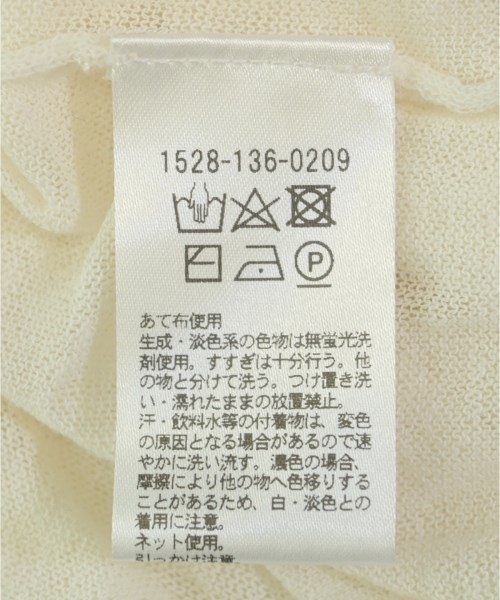 1528-136-0209
P
あて布使用
生成・淡色系の色物は無蛍光洗
剤使用。すすぎは十分行う。他
の物と分けて洗う。つけ置き洗
い・濡れたままの放置禁止。
汗・飲料水等の付着物は、変色
の原因となる場合があるので速
やかに洗い流す。濃色の場合、
摩擦により他の物へ色移りする
ことがあるため、白・淡色との
着用に注意。
ネット使用。
引っかけ注意